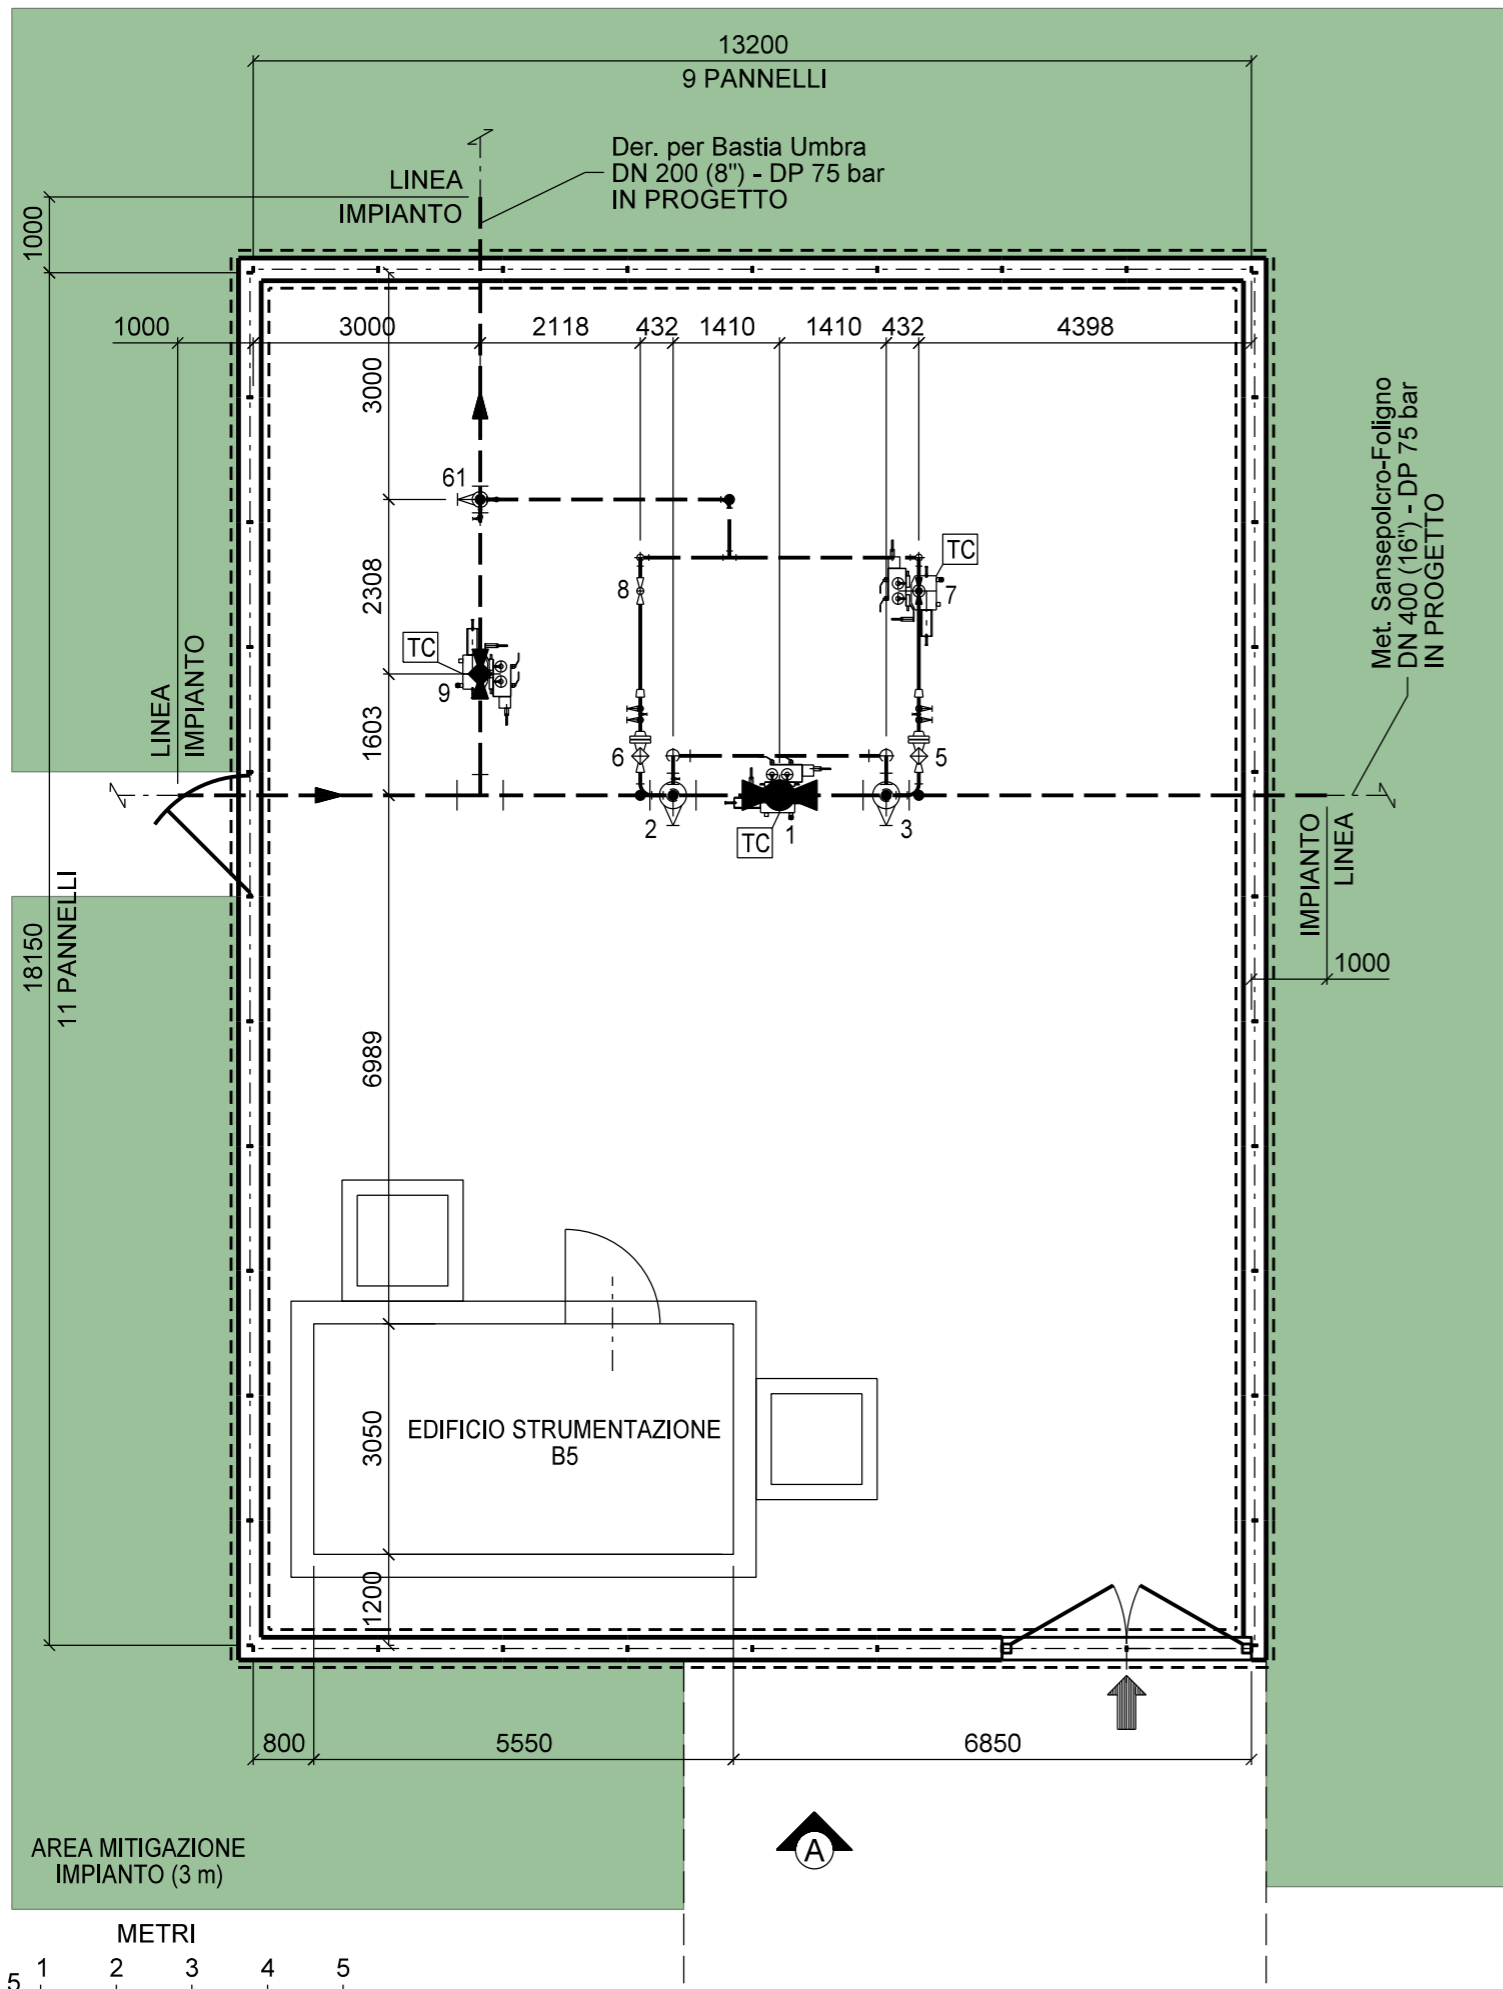 13200
9 PANNELLI
Der. per Bastia Umbra
DN 200 (8") - DP 75 bar
IN PROGETTO
LINEA
IMPIANTO
1000
1000
3000
2118
432
1410
1410
432
4398
3000
Met. Sansepolcro-Foligno
DN 400 (16") - DP 75 bar
IN PROGETTO
61
TC
8
7
2308
TC
9
LINEA
IMPIANTO
1603
6
5
2
TC
1
3
IMPIANTO
LINEA
1000
18150
11 PANNELLI
6989
EDIFICIO STRUMENTAZIONE
B5
3050
1200
800
5550
6850
A
AREA MITIGAZIONE
IMPIANTO (3 m)
METRI
5 1 2 3 4 5